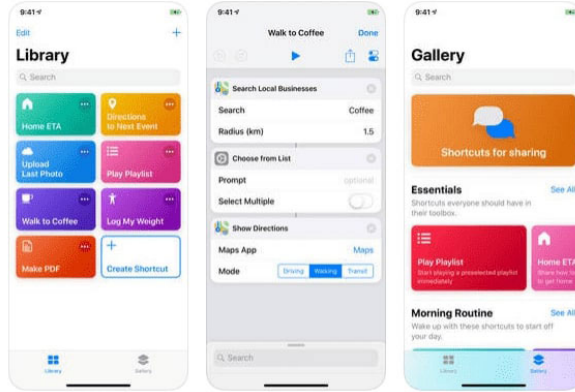 9:41
Edit
+
Library
Search
Home ETA
Directions
to Next Event
Upload
Last Photo
Play Playlist
Walk to Coffee
Log My Weight
Make PDF
Create Shortcut
Library
Gallery
9:41
Walk to Coffee
Done
Search Local Businesses
Search
Coffee
Radius (km)
1.5
Choose from List
Prompt
optional
Select Multiple
Show Directions
Maps App
Maps
Mode
Driving
Walking
Transit
Search
9:41
Gallery
Search
Shortcuts for sharing
Essentials
See All
Shortcuts everyone should have in
their toolbox.
Play Playlist
Start playing a preselected playlist
immediately
Home ETA
Share how
to get home
Morning Routine
See All
Wake up with these shortcuts to start off
your day.
Library
Gallery